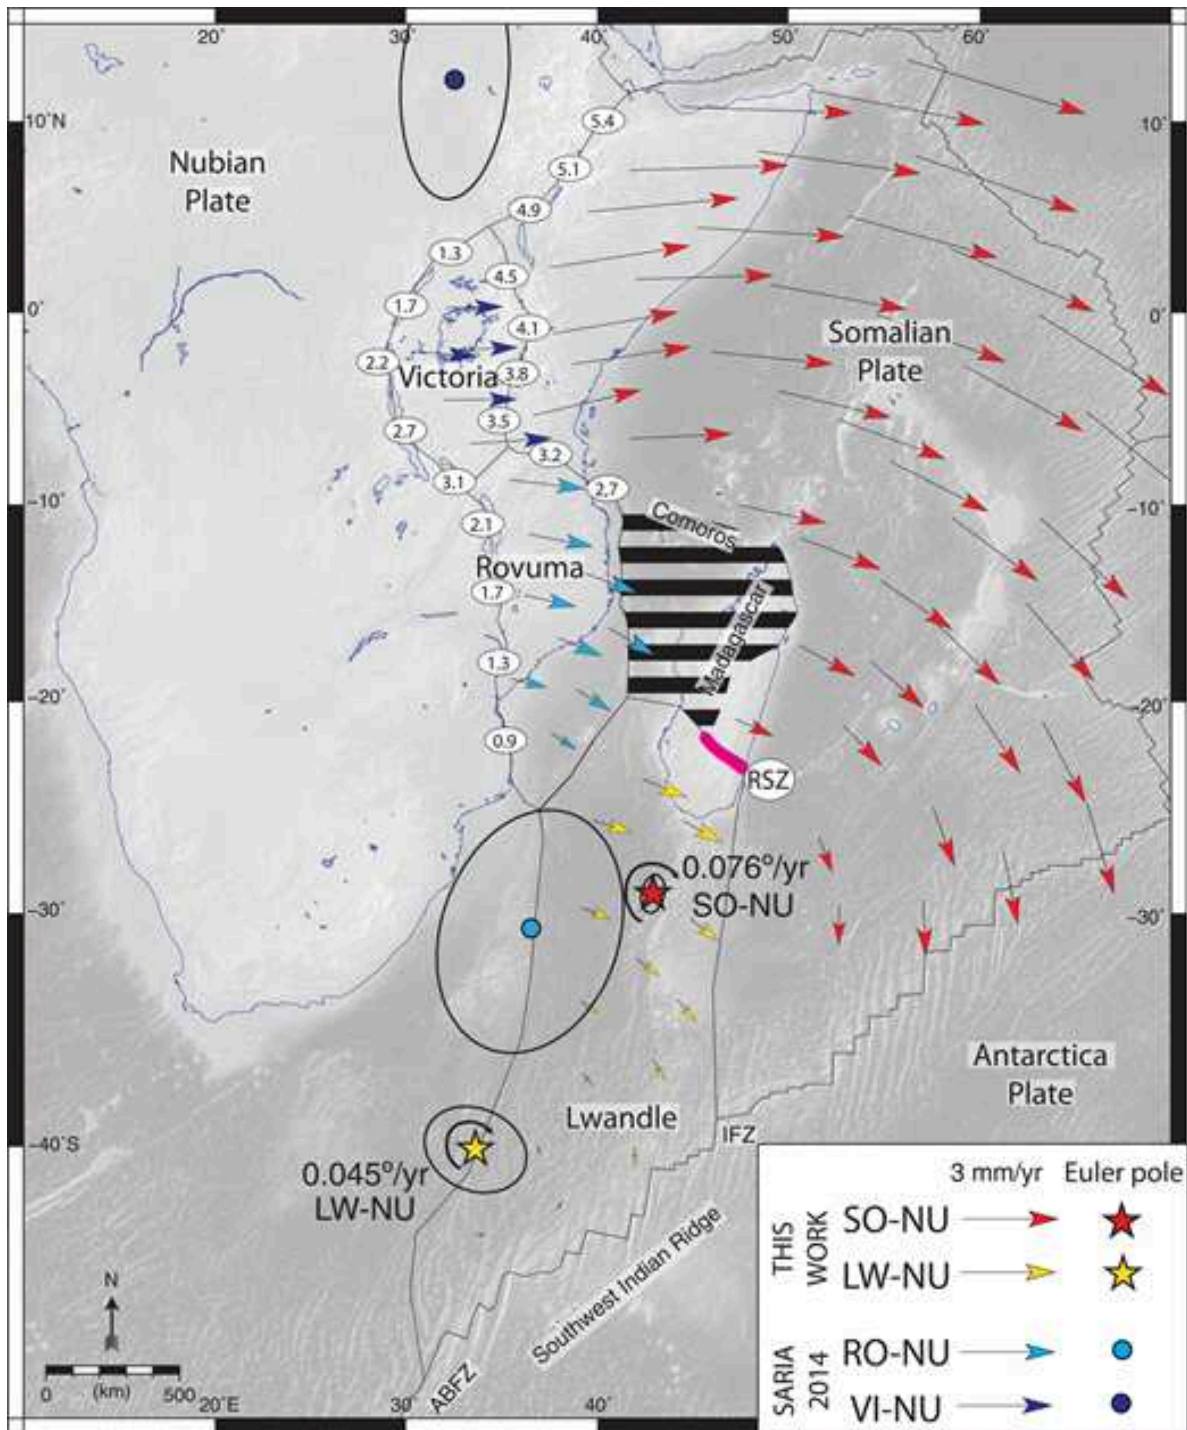 20˚
30˚
40˚
50˚
60˚
10˚N
10˚
5.4
Nubian
Plate
5.1
4.9
1.3
4.5
1.7
0˚
0˚
4.1
Somalian
Plate
2.2
Victoria
3.8
3.5
2.7
3.2
3.1
2.7
−10˚
−10˚
2.1
Comoros
Rovuma
1.7
Madagascar
1.3
−20˚
−20˚
0.9
RSZ
0.076º/yr
SO-NU
−30˚
−30˚
Antarctica
Plate
Lwandle
IFZ
−40˚S
0.045º/yr
LW-NU
3 mm/yr Euler pole
THIS
WORK
SO-NU
LW-NU
Southwest Indian Ridge
N
SARIA
2014
RO-NU
VI-NU
0 (km) 500
ABFZ
20˚E
30˚
40˚